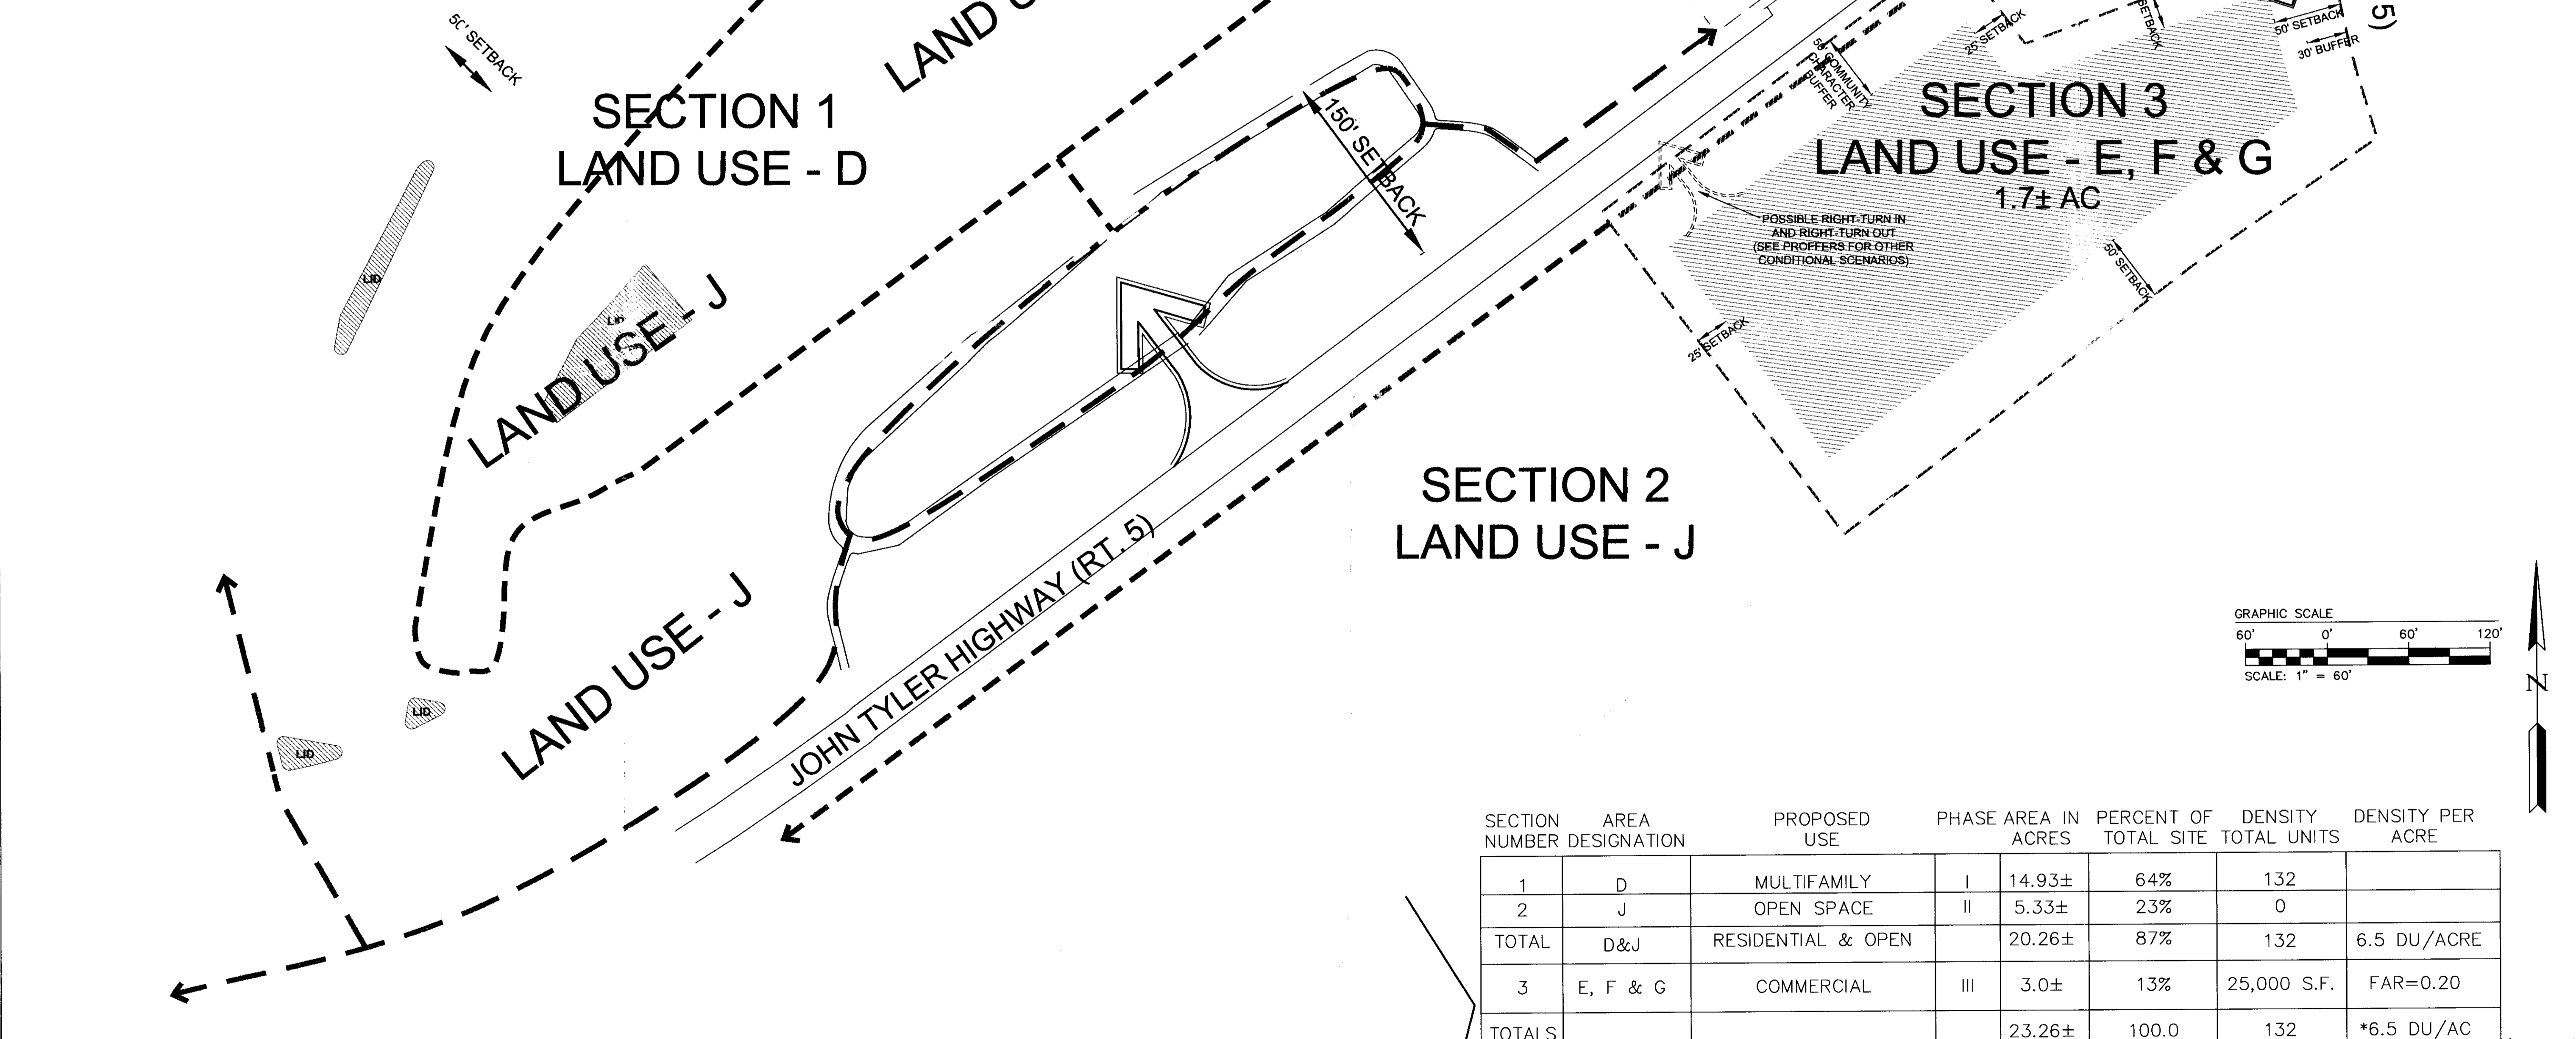 50' SETBACK
SECTION 1
LAND USE - D
LAND
150' SETBACK
50' COMMUNITY
CHARACTER
BUFFER
25' SETBACK
SETBACK
50' SETBACK
30' BUFFER
5)
SECTION 3
LAND USE - E, F & G
1.7± AC
POSSIBLE RIGHT-TURN IN
AND RIGHT-TURN OUT
(SEE PROFFERS FOR OTHER
CONDITIONAL SCENARIOS)
50' SETBACK
25' SETBACK
LID
LID
LAND USE - J
SECTION 2
LAND USE - J
JOHN TYLER HIGHWAY (RT. 5)
LAND USE - J
LID
LID
GRAPHIC SCALE
60' 0' 60' 120'
SCALE: 1" = 60'
N
SECTION NUMBER AREA DESIGNATION PROPOSED USE PHASE AREA IN ACRES PERCENT OF TOTAL SITE DENSITY TOTAL UNITS DENSITY PER ACRE
1 D MULTIFAMILY I 14.93± 64% 132
2 J OPEN SPACE II 5.33± 23% 0
TOTAL D&J RESIDENTIAL & OPEN 20.26± 87% 132 6.5 DU/ACRE
3 E, F & G COMMERCIAL III 3.0± 13% 25,000 S.F. FAR=0.20
TOTALS 23.26± 100.0 132 *6.5 DU/AC